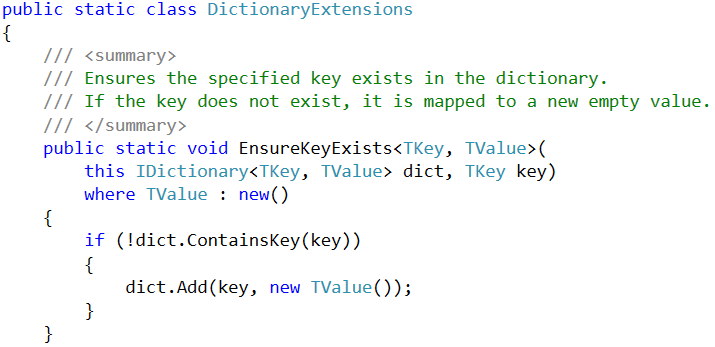 public static class DictionaryExtensions
{
    /// <summary>
    /// Ensures the specified key exists in the dictionary.
    /// If the key does not exist, it is mapped to a new empty value.
    /// </summary>
    public static void EnsureKeyExists<TKey, TValue>(
        this IDictionary<TKey, TValue> dict, TKey key)
        where TValue : new()
    {
        if (!dict.ContainsKey(key))
        {
            dict.Add(key, new TValue());
        }
    }